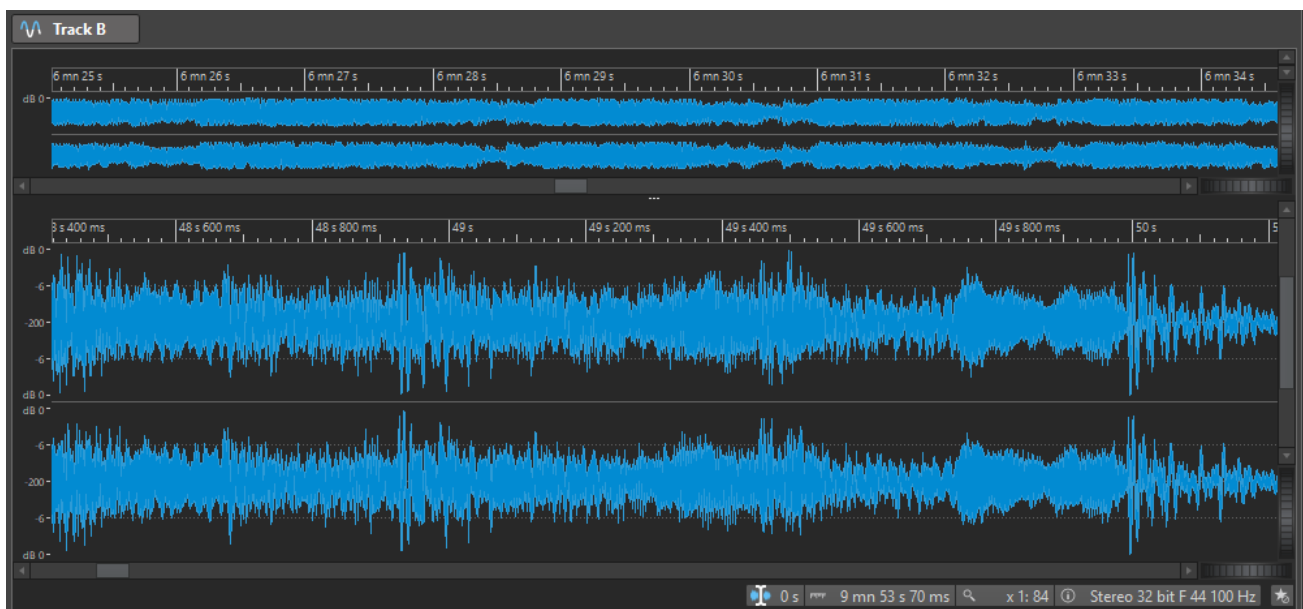 Track B
6 mn 25 s 6 mn 26 s 6 mn 27 s 6 mn 28 s 6 mn 29 s 6 mn 30 s 6 mn 31 s 6 mn 32 s 6 mn 33 s 6 mn 34 s
dB 0
48 s 600 ms 48 s 800 ms 49 s 49 s 200 ms 49 s 400 ms 49 s 600 ms 49 s 800 ms 50 s
dB 0
-6
-200
-6
dB 0
dB 0
-6
-200
-6
dB 0
0 s 9 mn 53 s 70 ms x 1: 84 Stereo 32 bit F 44 100 Hz